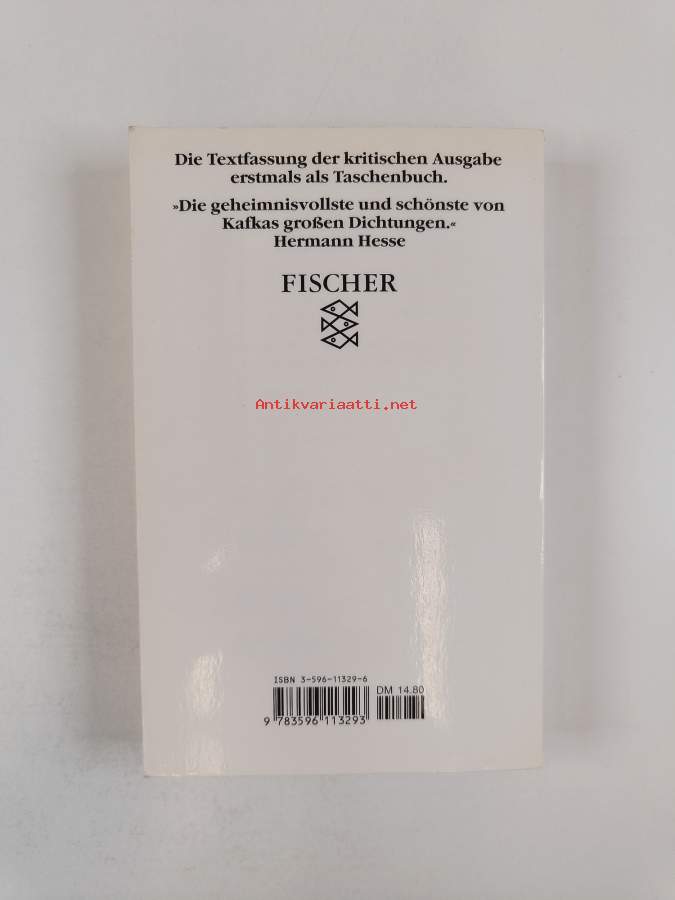 Die Textfassung der kritischen Ausgabe
erstmals als Taschenbuch.
»Die geheimnisvollste und schönste von
Kafkas großen Dichtungen.«
Hermann Hesse
FISCHER
Antikvariaatti.net
ISBN 3-596-11329-6
DM 14.80
9 783596 113293